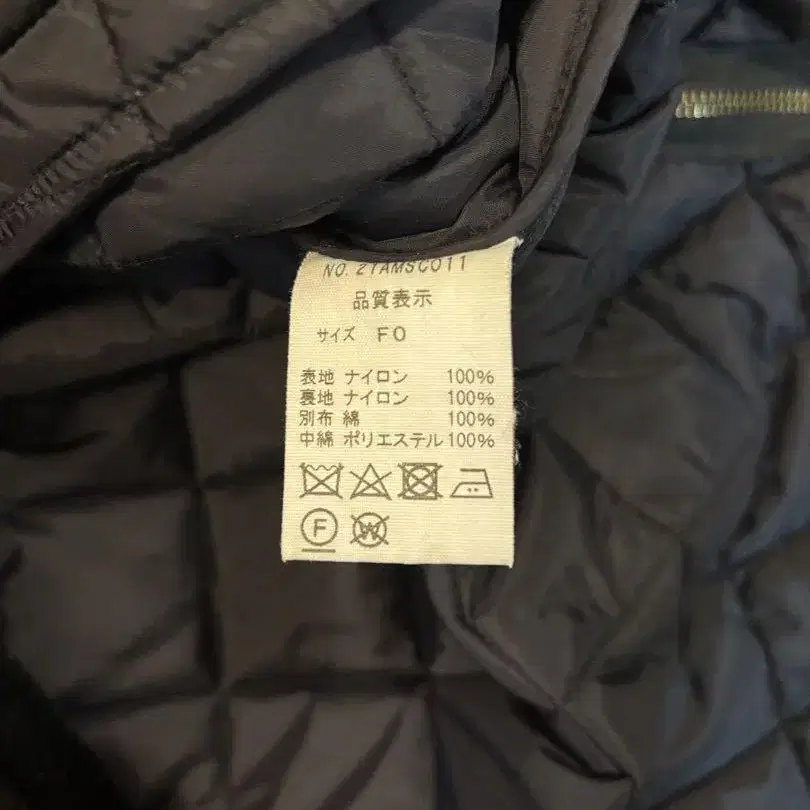 NO. 21AMSC011
品質表示
サイズ FO
表地 ナイロン 100%
裏地 ナイロン 100%
別布 綿 100%
中綿 ポリエステル 100%
F W